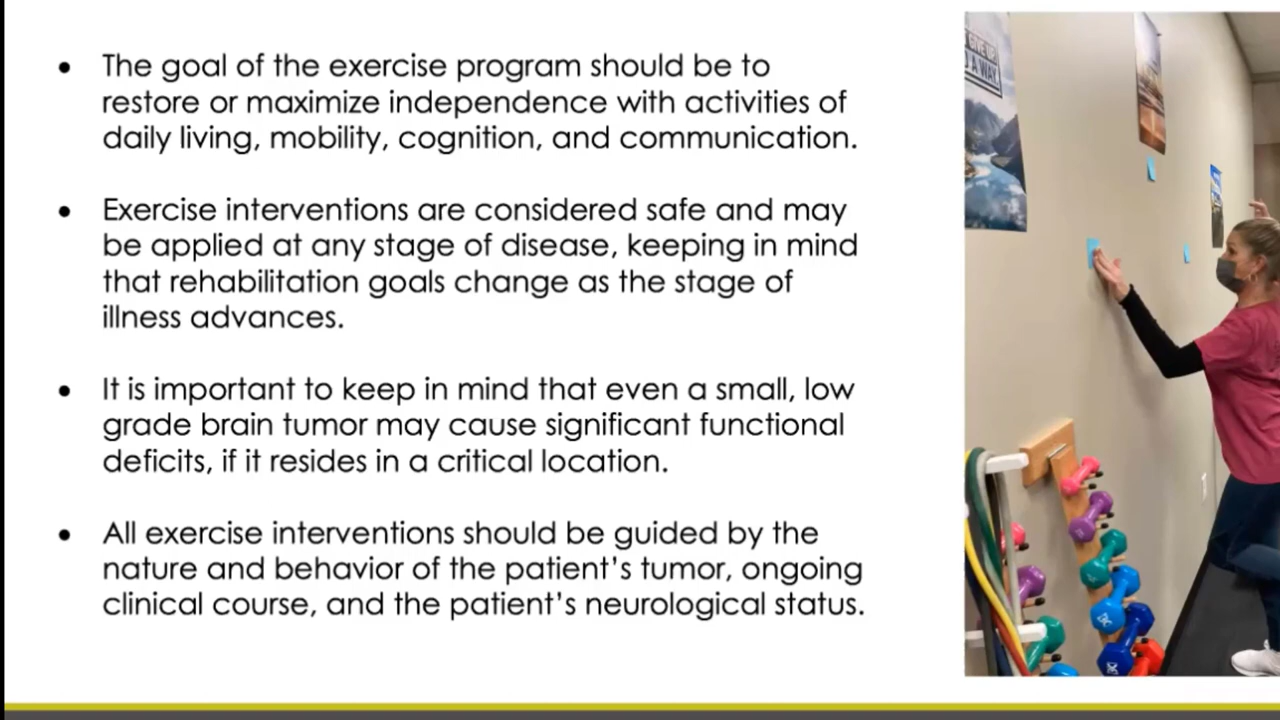 • The goal of the exercise program should be to
restore or maximize independence with activities of
daily living, mobility, cognition, and communication.
• Exercise interventions are considered safe and may
be applied at any stage of disease, keeping in mind
that rehabilitation goals change as the stage of
illness advances.
• It is important to keep in mind that even a small, low
grade brain tumor may cause significant functional
deficits, if it resides in a critical location.
• All exercise interventions should be guided by the
nature and behavior of the patient's tumor, ongoing
clinical course, and the patient's neurological status.
A WAY.